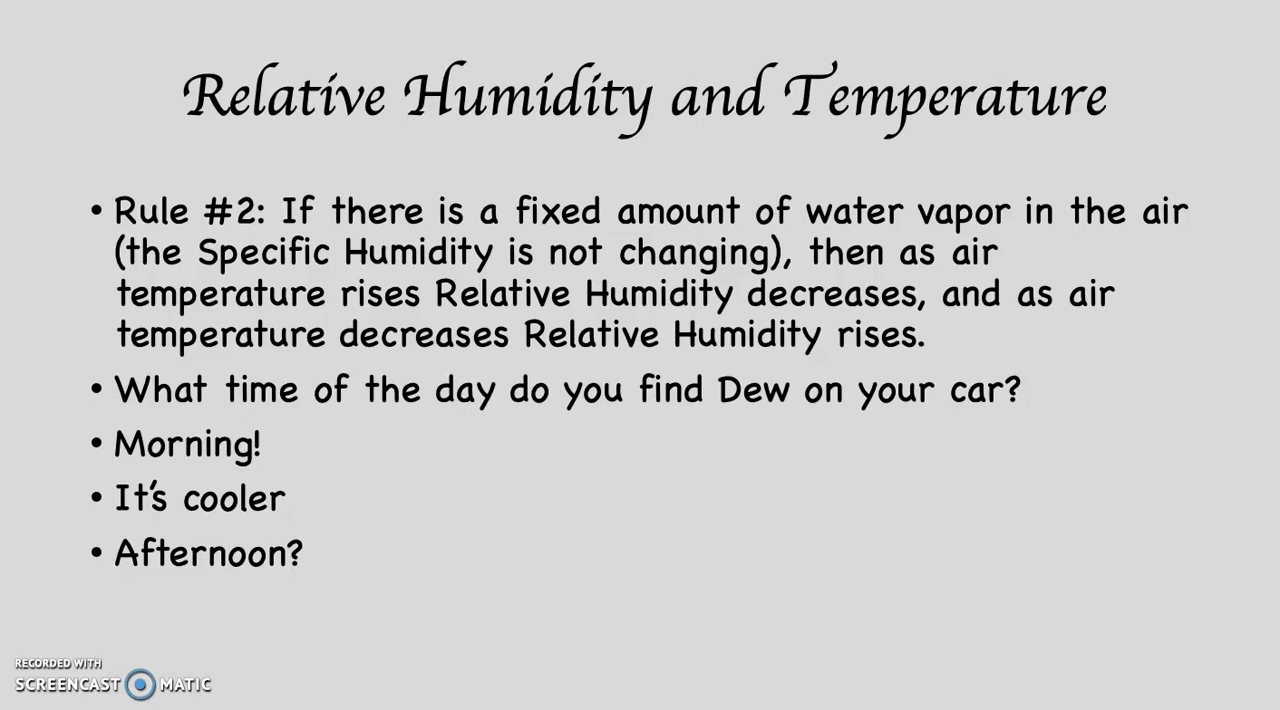 Relative Humidity and Temperature
• Rule #2: If there is a fixed amount of water vapor in the air
(the Specific Humidity is not changing), then as air
temperature rises Relative Humidity decreases, and as air
temperature decreases Relative Humidity rises.
• What time of the day do you find Dew on your car?
• Morning!
• It's cooler
• Afternoon?
RECORDED WITH
SCREENCAST MATIC